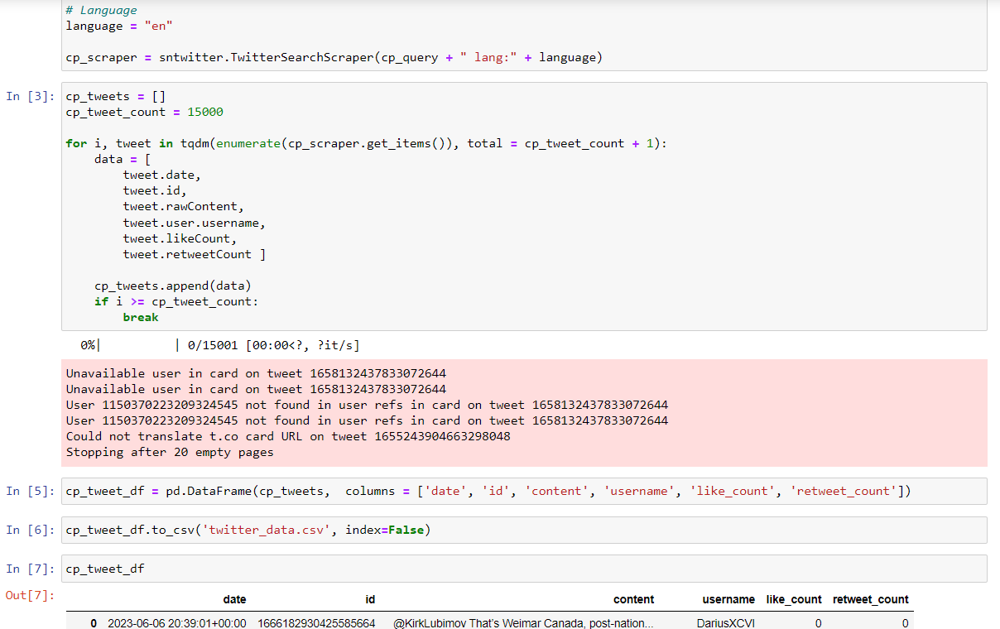 # Language
language = "en"
cp_scraper = sntwitter.TwitterSearchScraper(cp_query + " lang:" + language)
In [3]:
cp_tweets = []
cp_tweet_count = 15000
for i, tweet in tqdm(enumerate(cp_scraper.get_items()), total = cp_tweet_count + 1):
data = [
tweet.date,
tweet.id,
tweet.rawContent,
tweet.user.username,
tweet.likeCount,
tweet.retweetCount ]
cp_tweets.append(data)
if i >= cp_tweet_count:
break
0%| | 0/15001 [00:00<?, ?it/s]
Unavailable user in card on tweet 1658132437833072644
Unavailable user in card on tweet 1658132437833072644
User 1150370223209324545 not found in user refs in card on tweet 1658132437833072644
User 1150370223209324545 not found in user refs in card on tweet 1658132437833072644
Could not translate t.co card URL on tweet 1655243904663298048
Stopping after 20 empty pages
In [5]: cp_tweet_df = pd.DataFrame(cp_tweets,  columns = ['date', 'id', 'content', 'username', 'like_count', 'retweet_count'])
In [6]: cp_tweet_df.to_csv('twitter_data.csv', index=False)
In [7]: cp_tweet_df
Out[7]:
date id content username like_count retweet_count
0 2023-06-06 20:39:01+00:00 1666182930425585664 @KirkLubimov That's Weimar Canada, post-nation... DariusXCVI 0 0